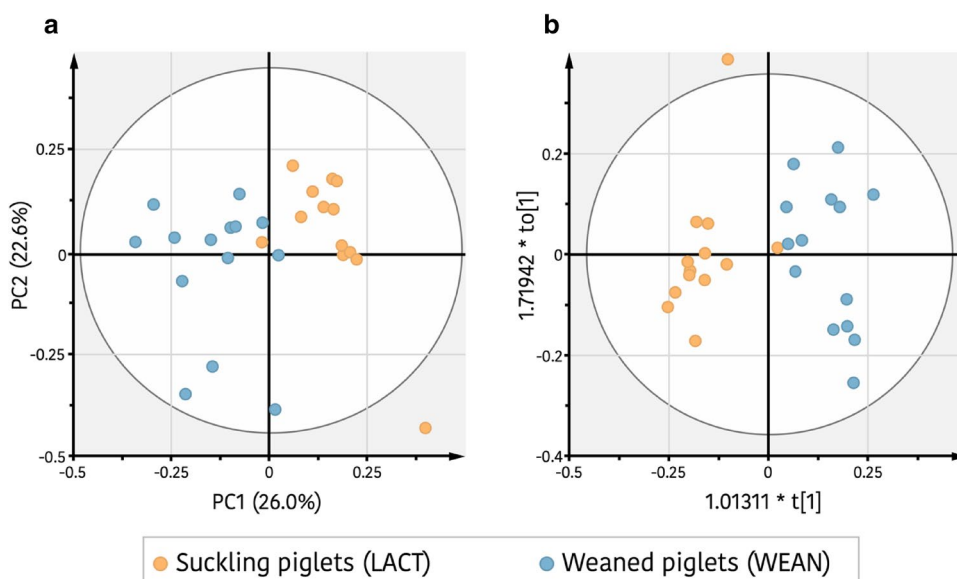 a
b
0.25
0
-0.25
-0.5
-0.5
-0.25
0
0.25
PC2 (22.6%)
PC1 (26.0%)
0.2
0
-0.2
-0.4
-0.5
-0.25
0
0.25
1.71942 * to[1]
1.01311 * t[1]
Suckling piglets (LACT)
Weaned piglets (WEAN)